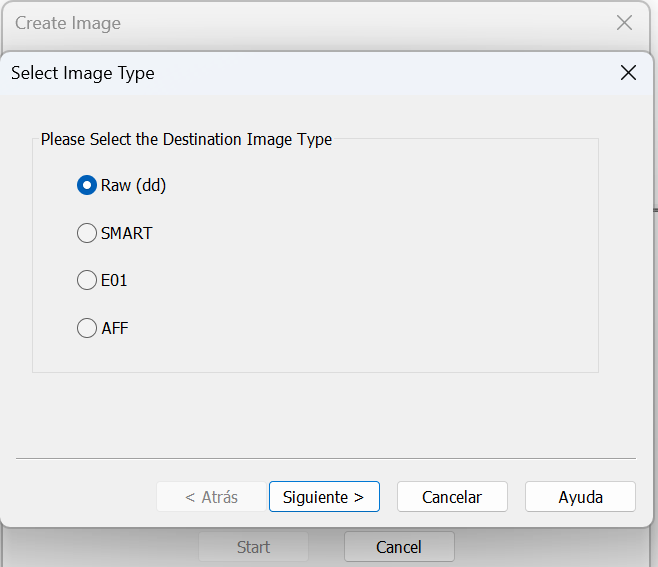 Create Image
Select Image Type
Please Select the Destination Image Type
Raw (dd)
SMART
E01
AFF
< Atrás
Siguiente >
Cancelar
Ayuda
Start
Cancel